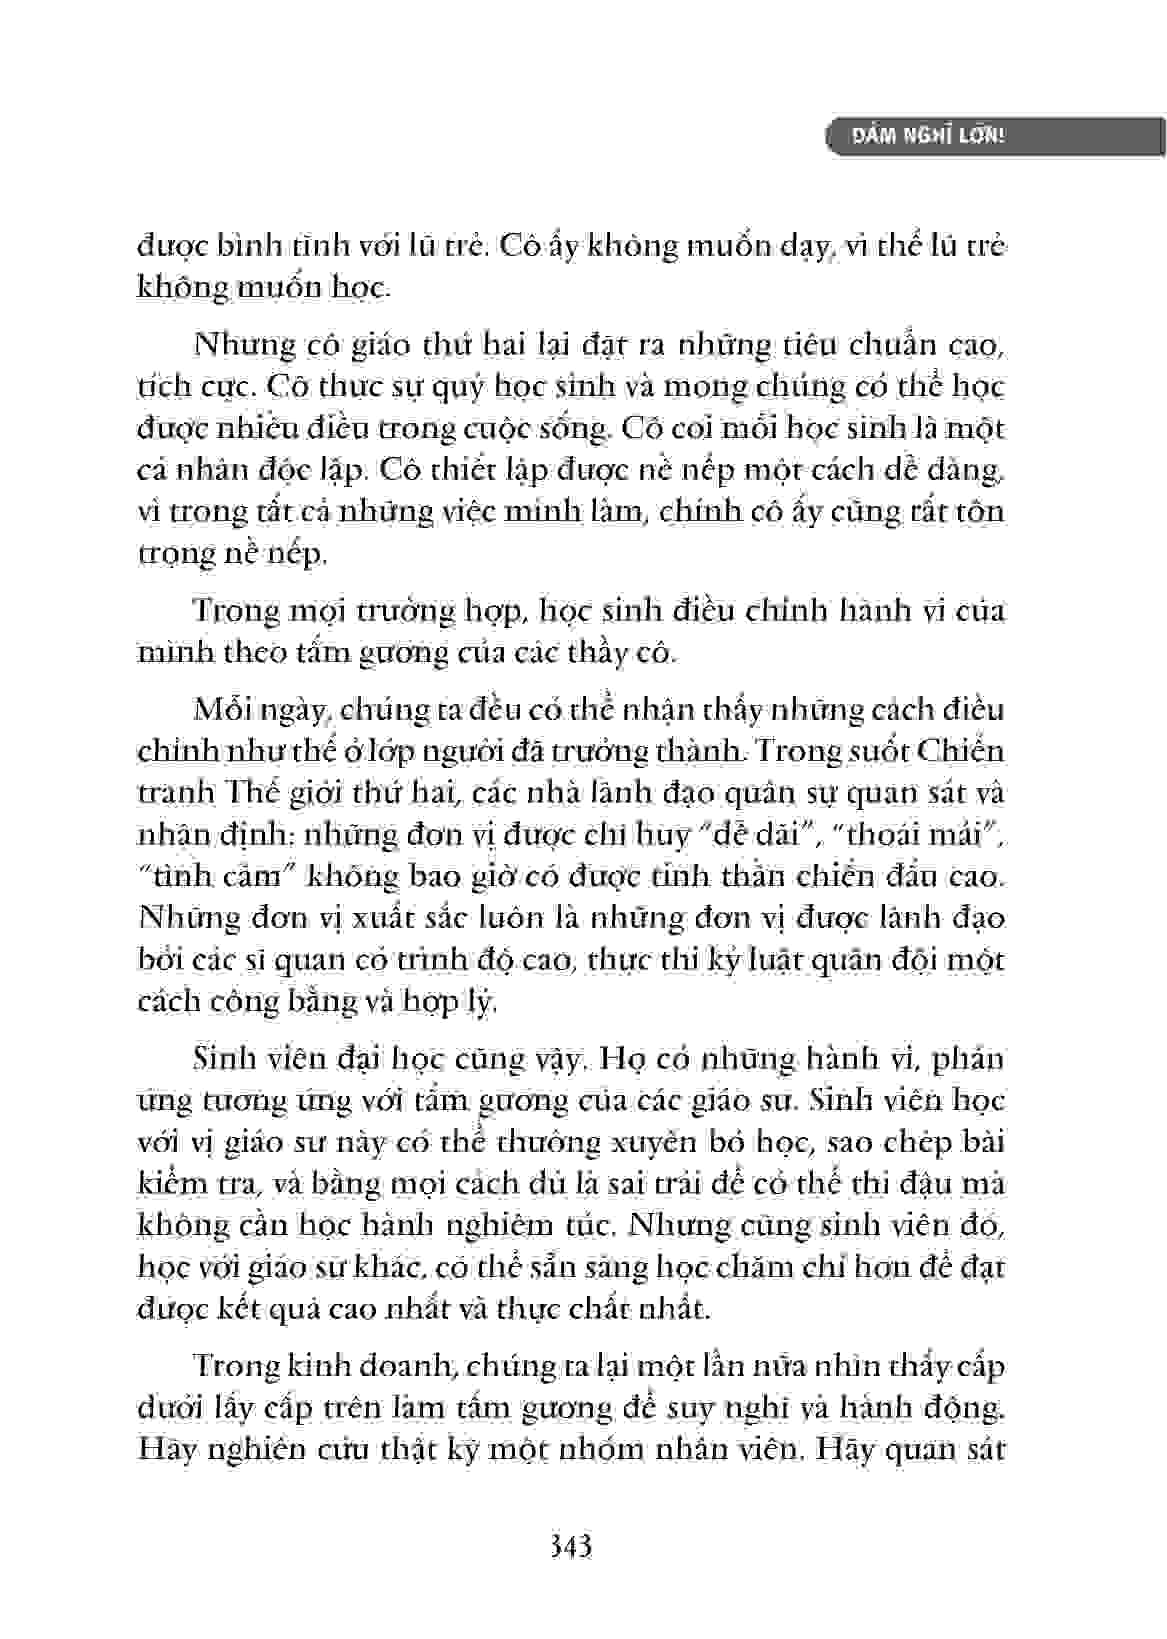 DÁM NGHĨ LỚN!
được bình tĩnh với lũ trẻ. Cô ấy không muốn dạy, vì thế lũ trẻ
không muốn học.
Nhưng cô giáo thứ hai lại đặt ra những tiêu chuẩn cao,
tích cực. Cô thực sự quý học sinh và mong chúng có thể học
được nhiều điều trong cuộc sống. Cô coi mỗi học sinh là một
cá nhân độc lập. Cô thiết lập được nề nếp một cách dễ dàng,
vì trong tất cả những việc mình làm, chính cô ấy cũng rất tôn
trọng nề nếp.
Trong mọi trường hợp, học sinh điều chỉnh hành vi của
mình theo tấm gương của các thầy cô.
Mỗi ngày, chúng ta đều có thể nhận thấy những cách điều
chỉnh như thế ở lớp người đã trưởng thành. Trong suốt Chiến
tranh Thế giới thứ hai, các nhà lãnh đạo quân sự quan sát và
nhận định: những đơn vị được chỉ huy “dễ dãi”, “thoải mái”,
“tình cảm” không bao giờ có được tinh thần chiến đấu cao.
Những đơn vị xuất sắc luôn là những đơn vị được lãnh đạo
bởi các sĩ quan có trình độ cao, thực thi kỷ luật quân đội một
cách công bằng và hợp lý.
Sinh viên đại học cũng vậy. Họ có những hành vi, phản
ứng tương ứng với tấm gương của các giáo sư. Sinh viên học
với vị giáo sư này có thể thường xuyên bỏ học, sao chép bài
kiểm tra, và bằng mọi cách dù là sai trái để có thể thi đậu mà
không cần học hành nghiêm túc. Nhưng cũng sinh viên đó,
học với giáo sư khác, có thể sẵn sàng học chăm chỉ hơn để đạt
được kết quả cao nhất và thực chất nhất.
Trong kinh doanh, chúng ta lại một lần nữa nhìn thấy cấp
dưới lấy cấp trên làm tấm gương để suy nghĩ và hành động.
Hãy nghiên cứu thật kỹ một nhóm nhân viên. Hãy quan sát
343